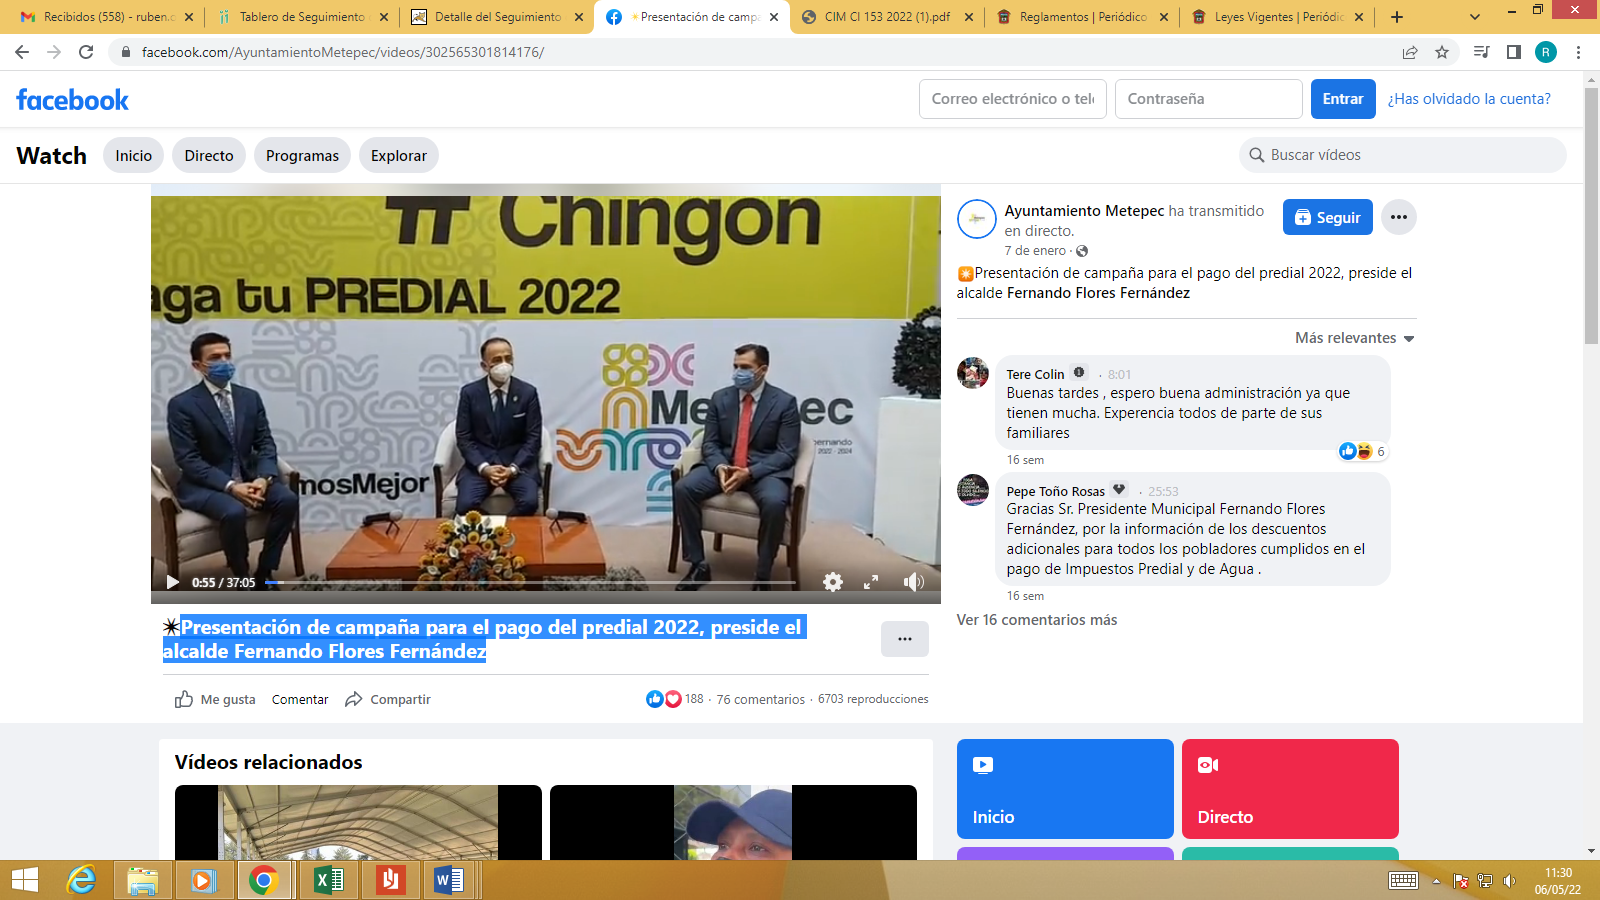 Recibidos (558) - ruben.c
Tablero de Seguimiento
Detalle del Seguimiento
Presentación de campa
CIM CI 153 2022 (1).pdf
Reglamentos | Periódico
Leyes Vigentes | Periódic
facebook.com/AyuntamientoMetepec/videos/302565301814176/
R
facebook
Correo electrónico o telé
Contraseña
Entrar
¿Has olvidado la cuenta?
Watch
Inicio
Directo
Programas
Explorar
Buscar vídeos
Chingon
aga tu PREDIAL 2022
Me
pec
2022 - 2024
mosMejor
0:55 / 37:05
Presentación de campaña para el pago del predial 2022, preside el
alcalde Fernando Flores Fernández
Me gusta
Comentar
Compartir
188 · 76 comentarios · 6703 reproducciones
Ayuntamiento Metepec ha transmitido
en directo.
7 de enero ·
Seguir
Presentación de campaña para el pago del predial 2022, preside el
alcalde Fernando Flores Fernández
Más relevantes
Tere Colin · 8:01
Buenas tardes , espero buena administración ya que
tienen mucha. Experencia todos de parte de sus
familiares
6
16 sem
Pepe Toño Rosas · 25:53
Gracias Sr. Presidente Municipal Fernando Flores
Fernández, por la información de los descuentos
adicionales para todos los pobladores cumplidos en el
pago de Impuestos Predial y de Agua .
16 sem
Ver 16 comentarios más
Vídeos relacionados
Inicio
Directo
11:30
06/05/22